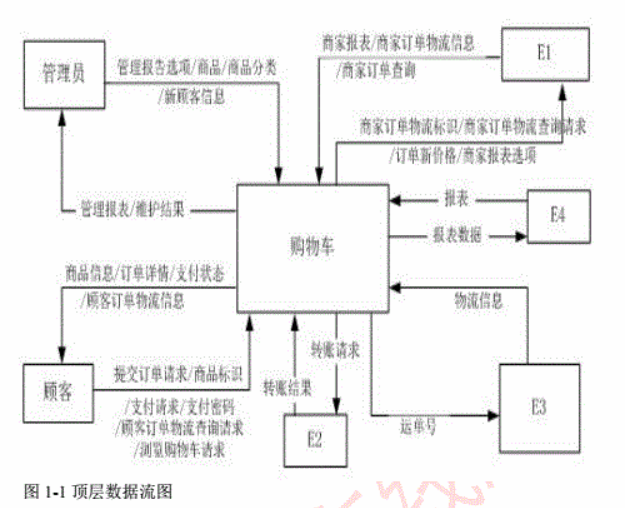 管理员
管理报告选项/商品/商品分类
/新顾客信息
商家报表/商家订单物流信息
/商家订单查询
E1
商家订单物流标识/商家订单物流查询请求
/订单新价格/商家报表选项
管理报表/维护结果
购物车
报表
E4
报表数据
商品信息/订单详情/支付状态
/顾客订单物流信息
物流信息
转账请求
顾客
提交订单请求/商品标识
/支付请求/支付密码
/顾客订单物流查询请求
/浏览购物车请求
转账结果
E2
运单号
E3
图 1-1 顶层数据流图